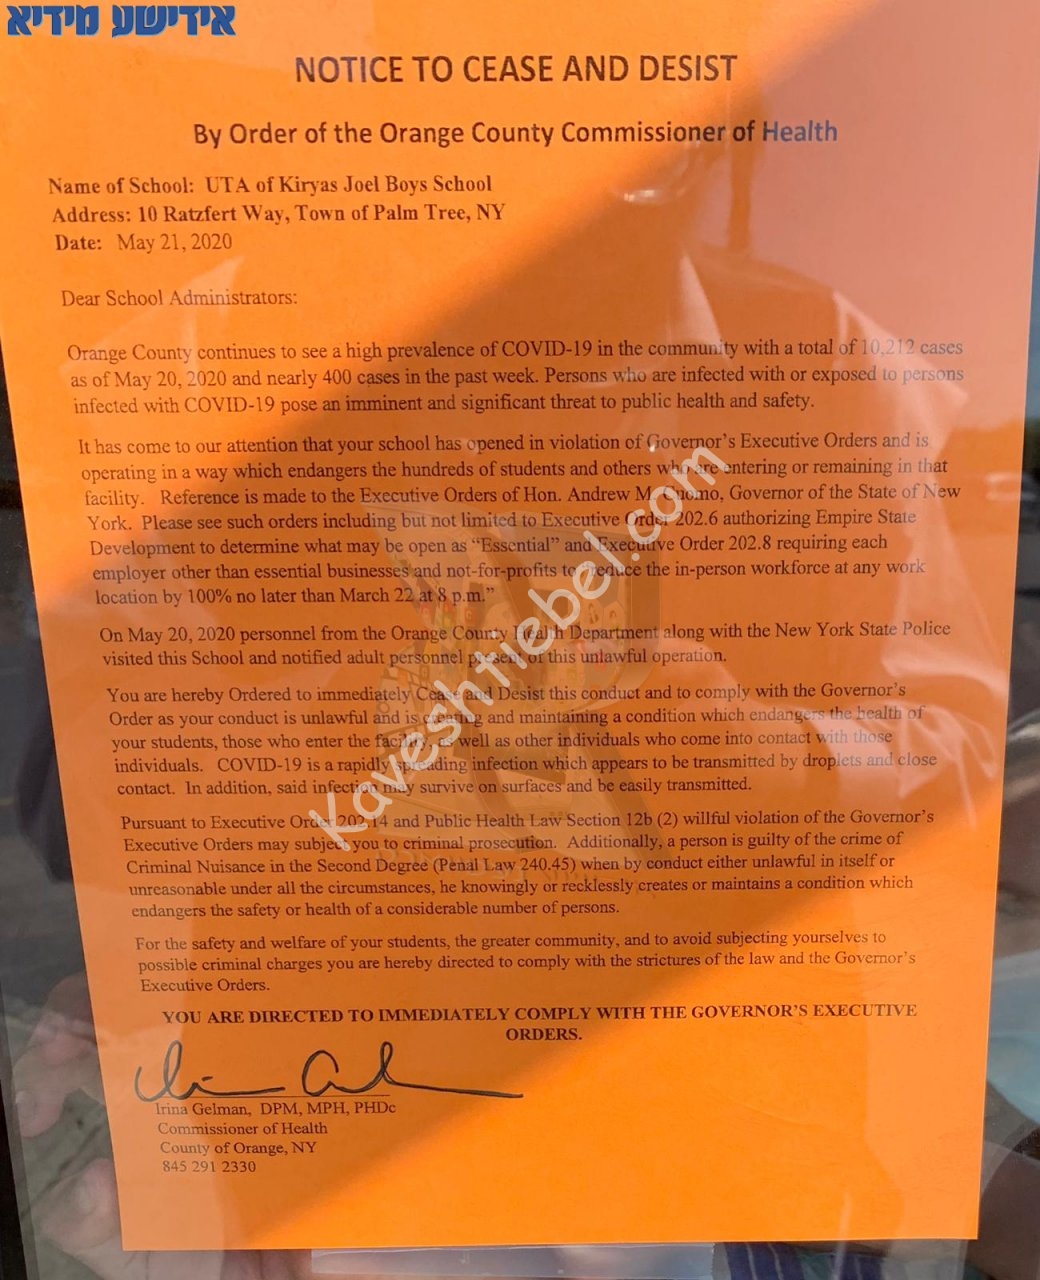 אידישע מידיא
NOTICE TO CEASE AND DESIST
By Order of the Orange County Commissioner of Health
Name of School: UTA of Kiryas Joel Boys School
Address: 10 Ratzfert Way, Town of Palm Tree, NY
Date: May 21, 2020
Dear School Administrators:
Orange County continues to see a high prevalence of COVID-19 in the community with a total of 10,212 cases
as of May 20, 2020 and nearly 400 cases in the past week. Persons who are infected with or exposed to persons
infected with COVID-19 pose an imminent and significant threat to public health and safety.
It has come to our attention that your school has opened in violation of Governor's Executive Orders and is
operating in a way which endangers the hundreds of students and others who are entering or remaining in that
facility. Reference is made to the Executive Orders of Hon. Andrew M. Cuomo, Governor of the State of New
York. Please see such orders including but not limited to Executive Order 202.6 authorizing Empire State
Development to determine what may be open as “Essential” and Executive Order 202.8 requiring each
employer other than essential businesses and not-for-profits to “reduce the in-person workforce at any work
location by 100% no later than March 22 at 8 p.m.”
On May 20, 2020 personnel from the Orange County Health Department along with the New York State Police
visited this School and notified adult personnel present of this unlawful operation.
You are hereby Ordered to immediately Cease and Desist this conduct and to comply with the Governor's
Order as your conduct is unlawful and is creating and maintaining a condition which endangers the health of
your students, those who enter the facility, as well as other individuals who come into contact with those
individuals. COVID-19 is a rapidly spreading infection which appears to be transmitted by droplets and close
contact. In addition, said infection may survive on surfaces and be easily transmitted.
Pursuant to Executive Order 202.14 and Public Health Law Section 12b (2) willful violation of the Governor's
Executive Orders may subject you to criminal prosecution. Additionally, a person is guilty of the crime of
Criminal Nuisance in the Second Degree (Penal Law 240.45) when by conduct either unlawful in itself or
unreasonable under all the circumstances, he knowingly or recklessly creates or maintains a condition which
endangers the safety or health of a considerable number of persons.
For the safety and welfare of your students, the greater community, and to avoid subjecting yourselves to
possible criminal charges you are hereby directed to comply with the strictures of the law and the Governor's
Executive Orders.
YOU ARE DIRECTED TO IMMEDIATELY COMPLY WITH THE GOVERNOR'S EXECUTIVE
ORDERS.
Irina Gelman, DPM, MPH, PHDc
Commissioner of Health
County of Orange, NY
845 291 2330
Kaveshtiebel.com